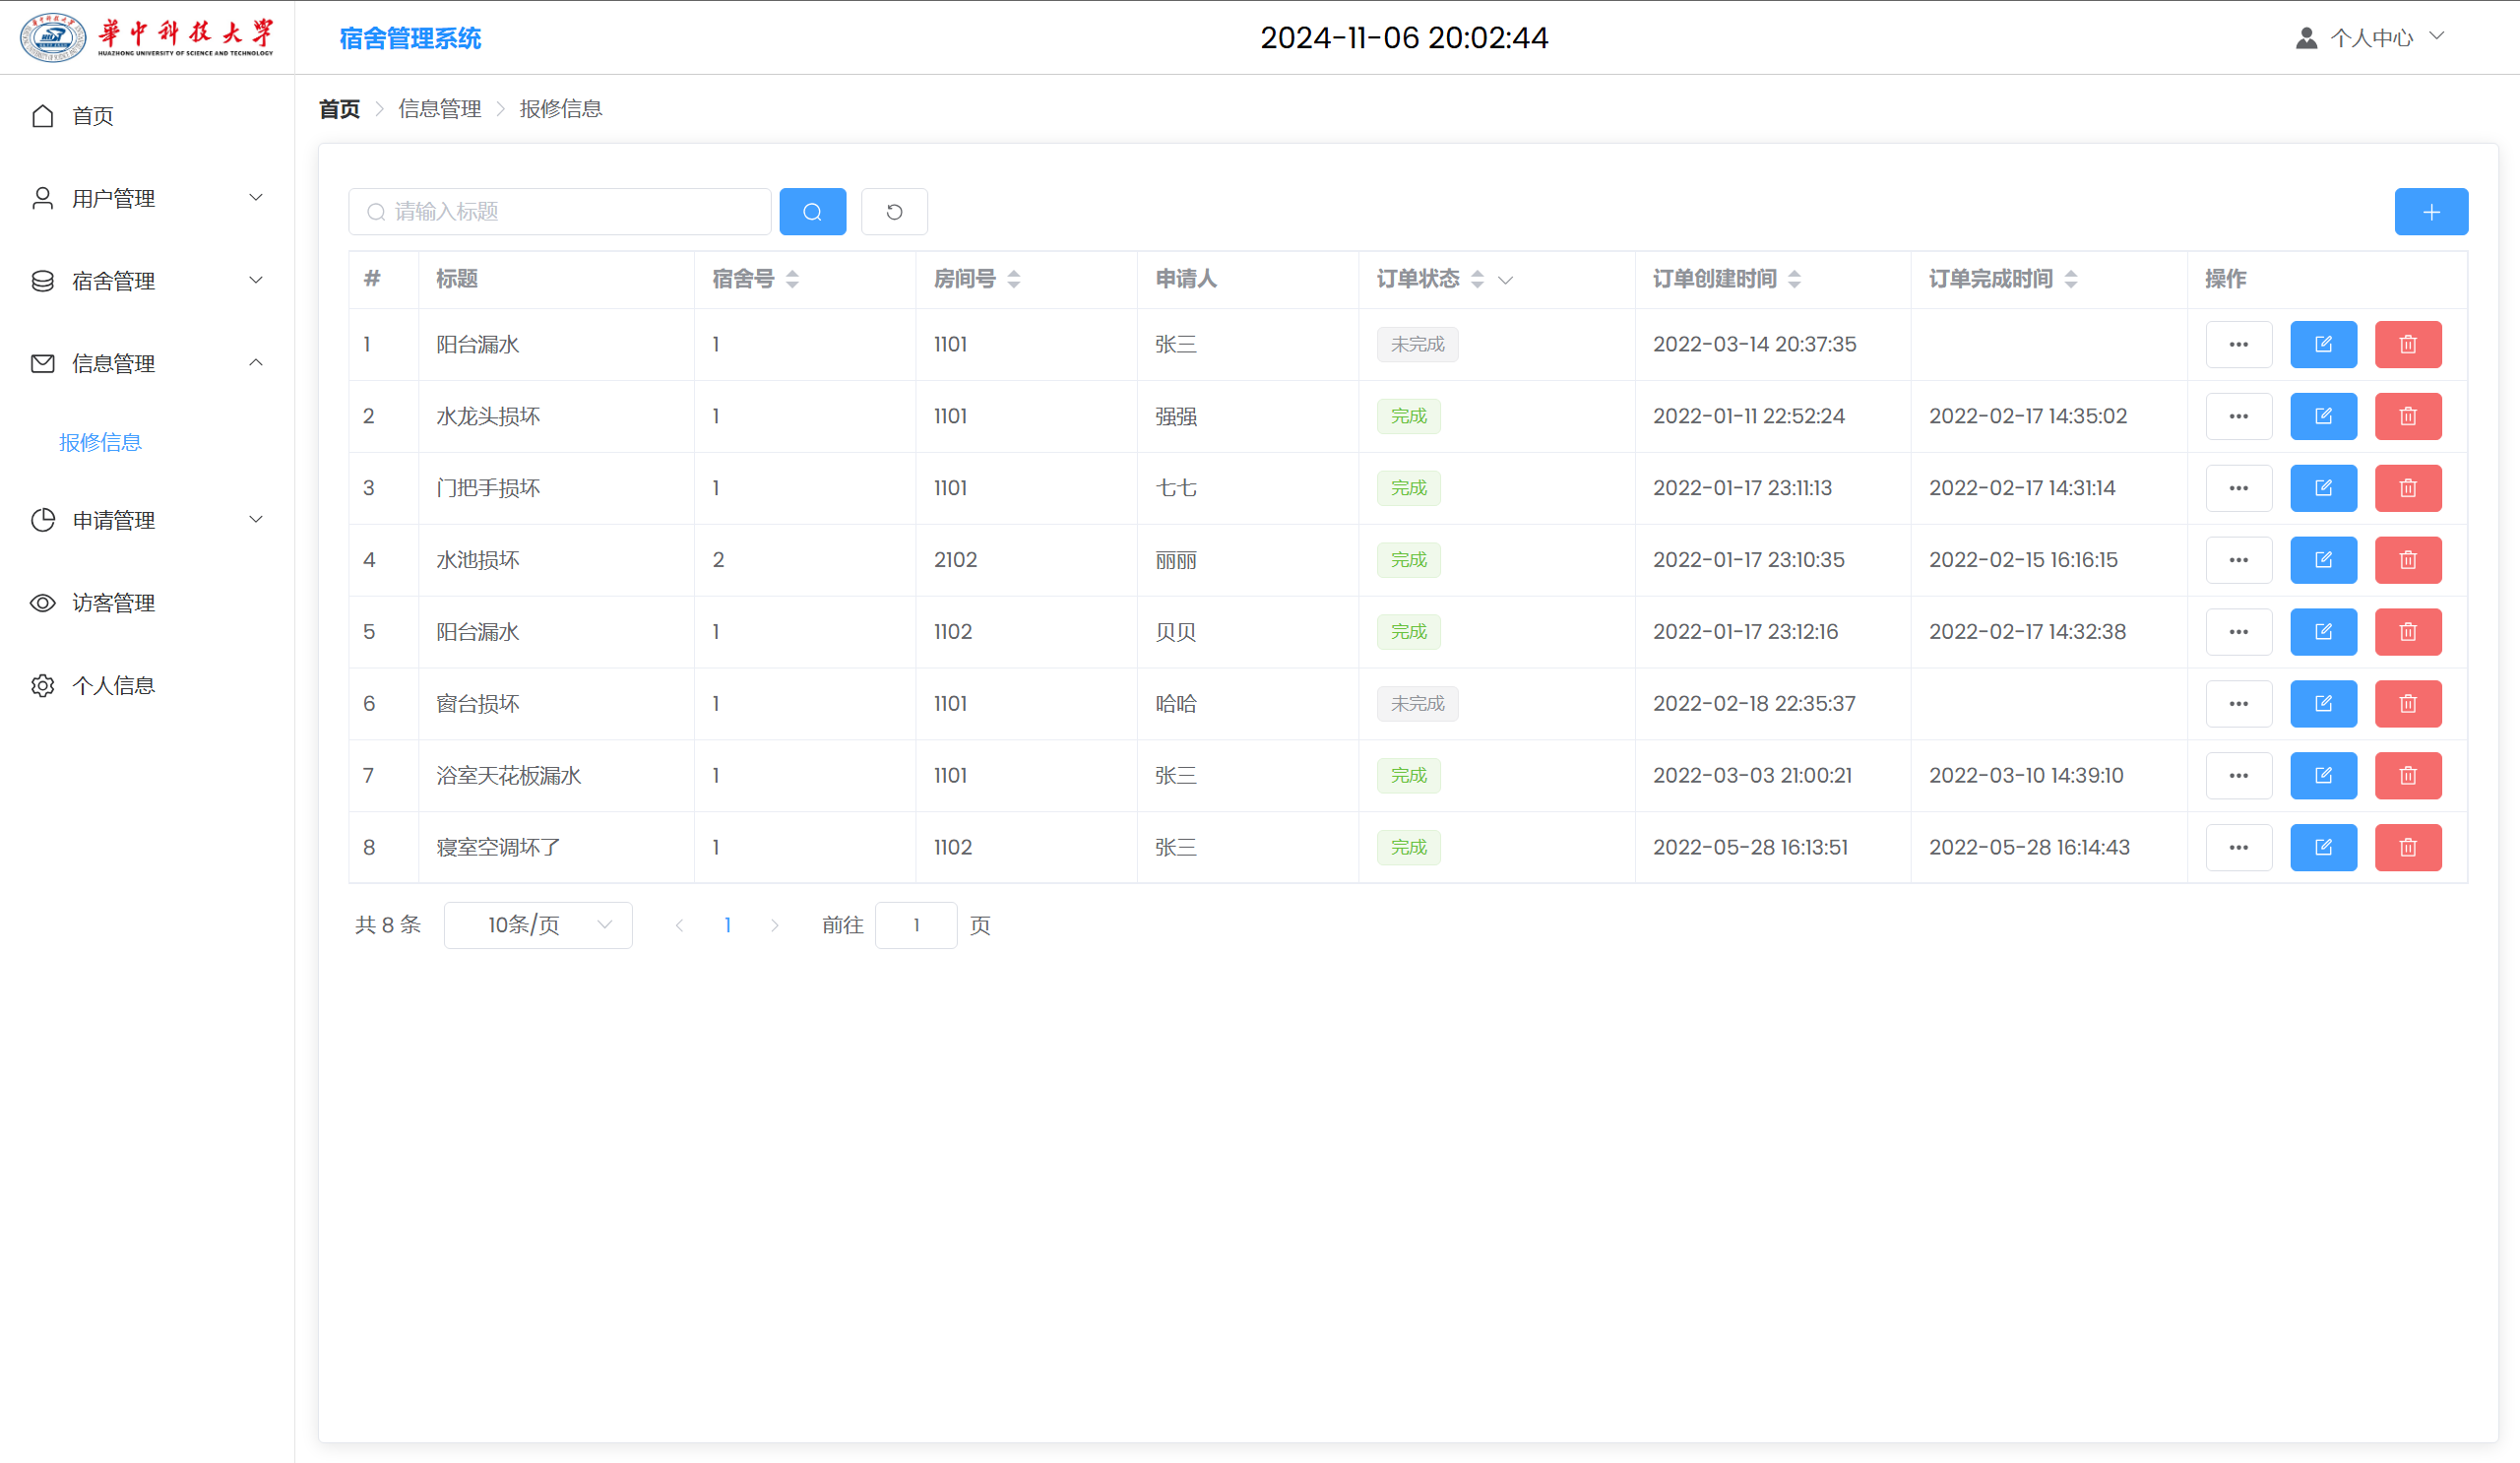 華中科技大学
HUAZHONG UNIVERSITY OF SCIENCE AND TECHNOLOGY
宿舍管理系统
2024-11-06 20:02:44
个人中心
首页
用户管理
宿舍管理
信息管理
报修信息
申请管理
访客管理
个人信息
首页 信息管理 报修信息
请输入标题
# 标题 宿舍号 房间号 申请人 订单状态 订单创建时间 订单完成时间 操作
1 阳台漏水 1 1101 张三 未完成 2022-03-14 20:37:35
2 水龙头损坏 1 1101 强强 完成 2022-01-11 22:52:24 2022-02-17 14:35:02
3 门把手损坏 1 1101 七七 完成 2022-01-17 23:11:13 2022-02-17 14:31:14
4 水池损坏 2 2102 丽丽 完成 2022-01-17 23:10:35 2022-02-15 16:16:15
5 阳台漏水 1 1102 贝贝 完成 2022-01-17 23:12:16 2022-02-17 14:32:38
6 窗台损坏 1 1101 哈哈 未完成 2022-02-18 22:35:37
7 浴室天花板漏水 1 1101 张三 完成 2022-03-03 21:00:21 2022-03-10 14:39:10
8 寝室空调坏了 1 1102 张三 完成 2022-05-28 16:13:51 2022-05-28 16:14:43
共 8 条 10条/页 1 前往 1 页